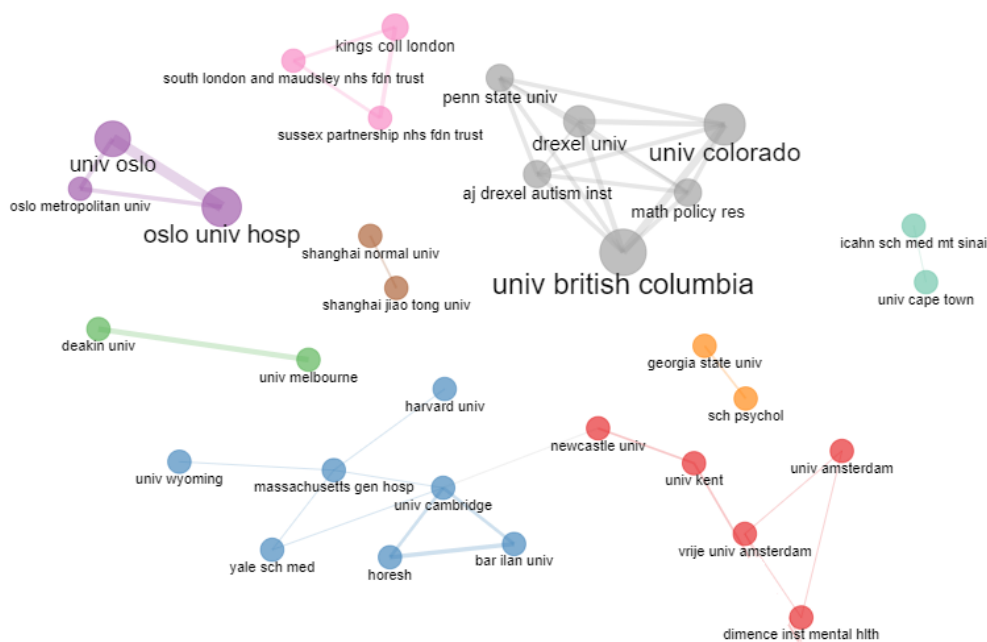 kings coll london
south london and maudsley nhs fdn trust
sussex partnership nhs fdn trust
penn state univ
drexel univ
univ colorado
aj drexel autism inst
math policy res
univ british columbia
univ oslo
oslo metropolitan univ
oslo univ hosp
shanghai normal univ
shanghai jiao tong univ
icahn sch med mt sinai
univ cape town
deakin univ
univ melbourne
georgia state univ
sch psychol
harvard univ
univ wyoming
massachusetts gen hosp
univ cambridge
yale sch med
horesh
bar ilan univ
newcastle univ
univ kent
univ amsterdam
vrije univ amsterdam
dimence inst mental hlth